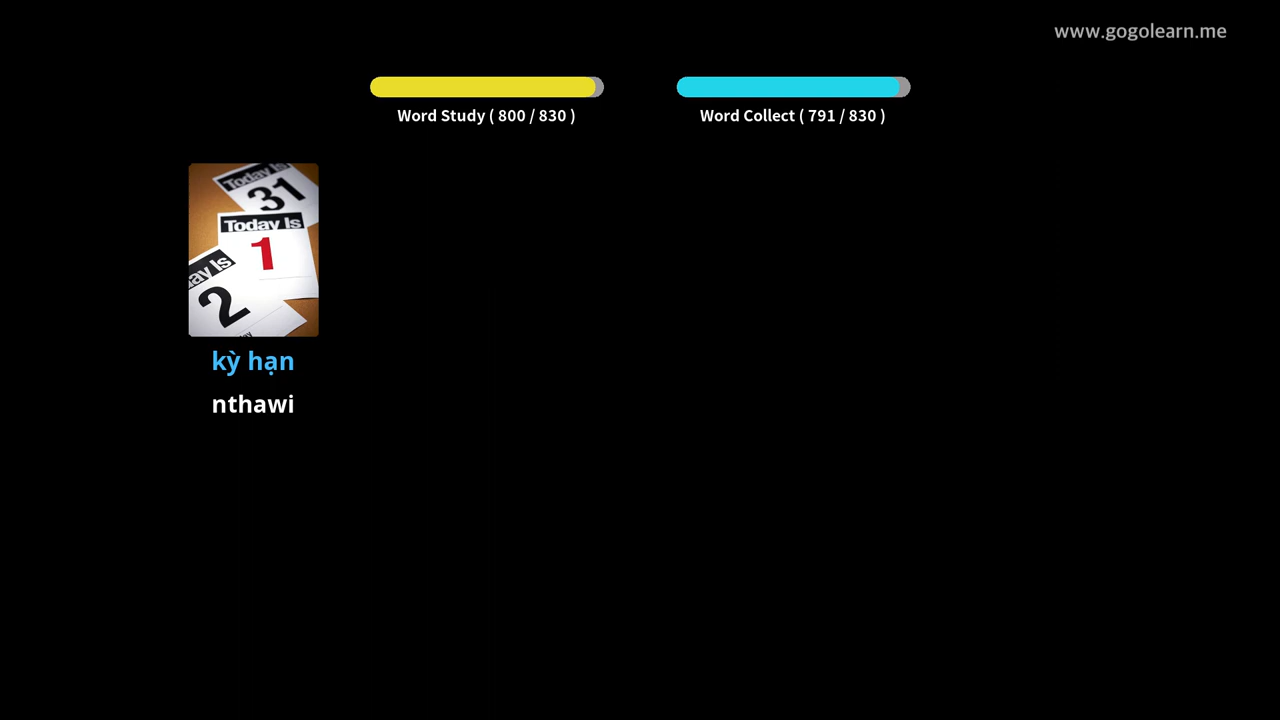 www.gogolearn.me
Word Study ( 800 / 830 )
Word Collect ( 791 / 830 )
Today Is
31
Today Is
1
ay Is
2
kỳ hạn
nthawi